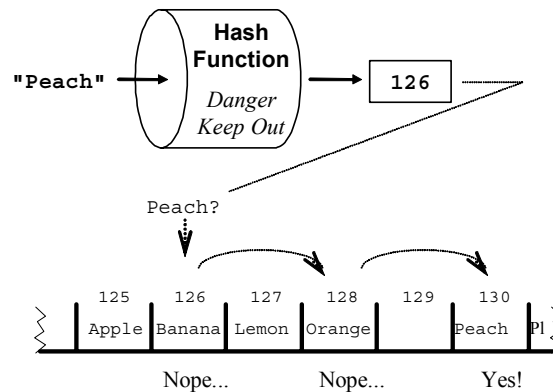 Hash
Function
"Peach"
126
Danger
Keep Out
Peach?
125 126 127 128 129 130
Apple Banana Lemon Orange Peach Pl
Nope... Nope... Yes!